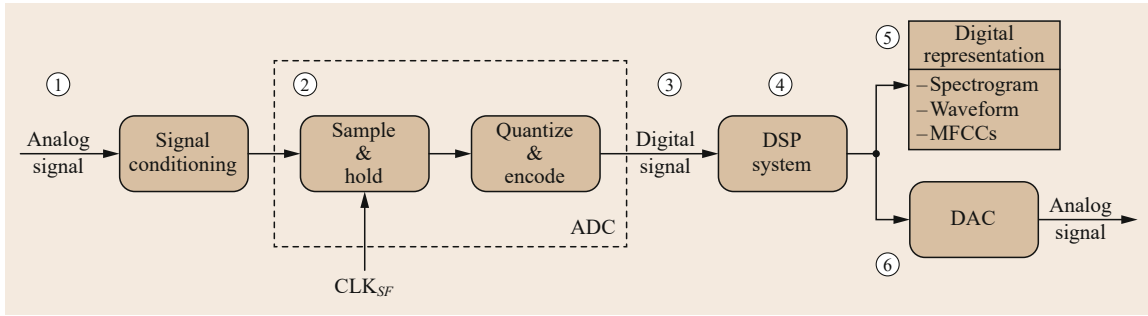 ①
Analog
signal
Signal
conditioning
②
Sample
&
hold
Quantize
&
encode
ADC
CLK_SF
③
Digital
signal
④
DSP
system
⑤
Digital
representation
– Spectrogram
– Waveform
– MFCCs
⑥
DAC
Analog
signal